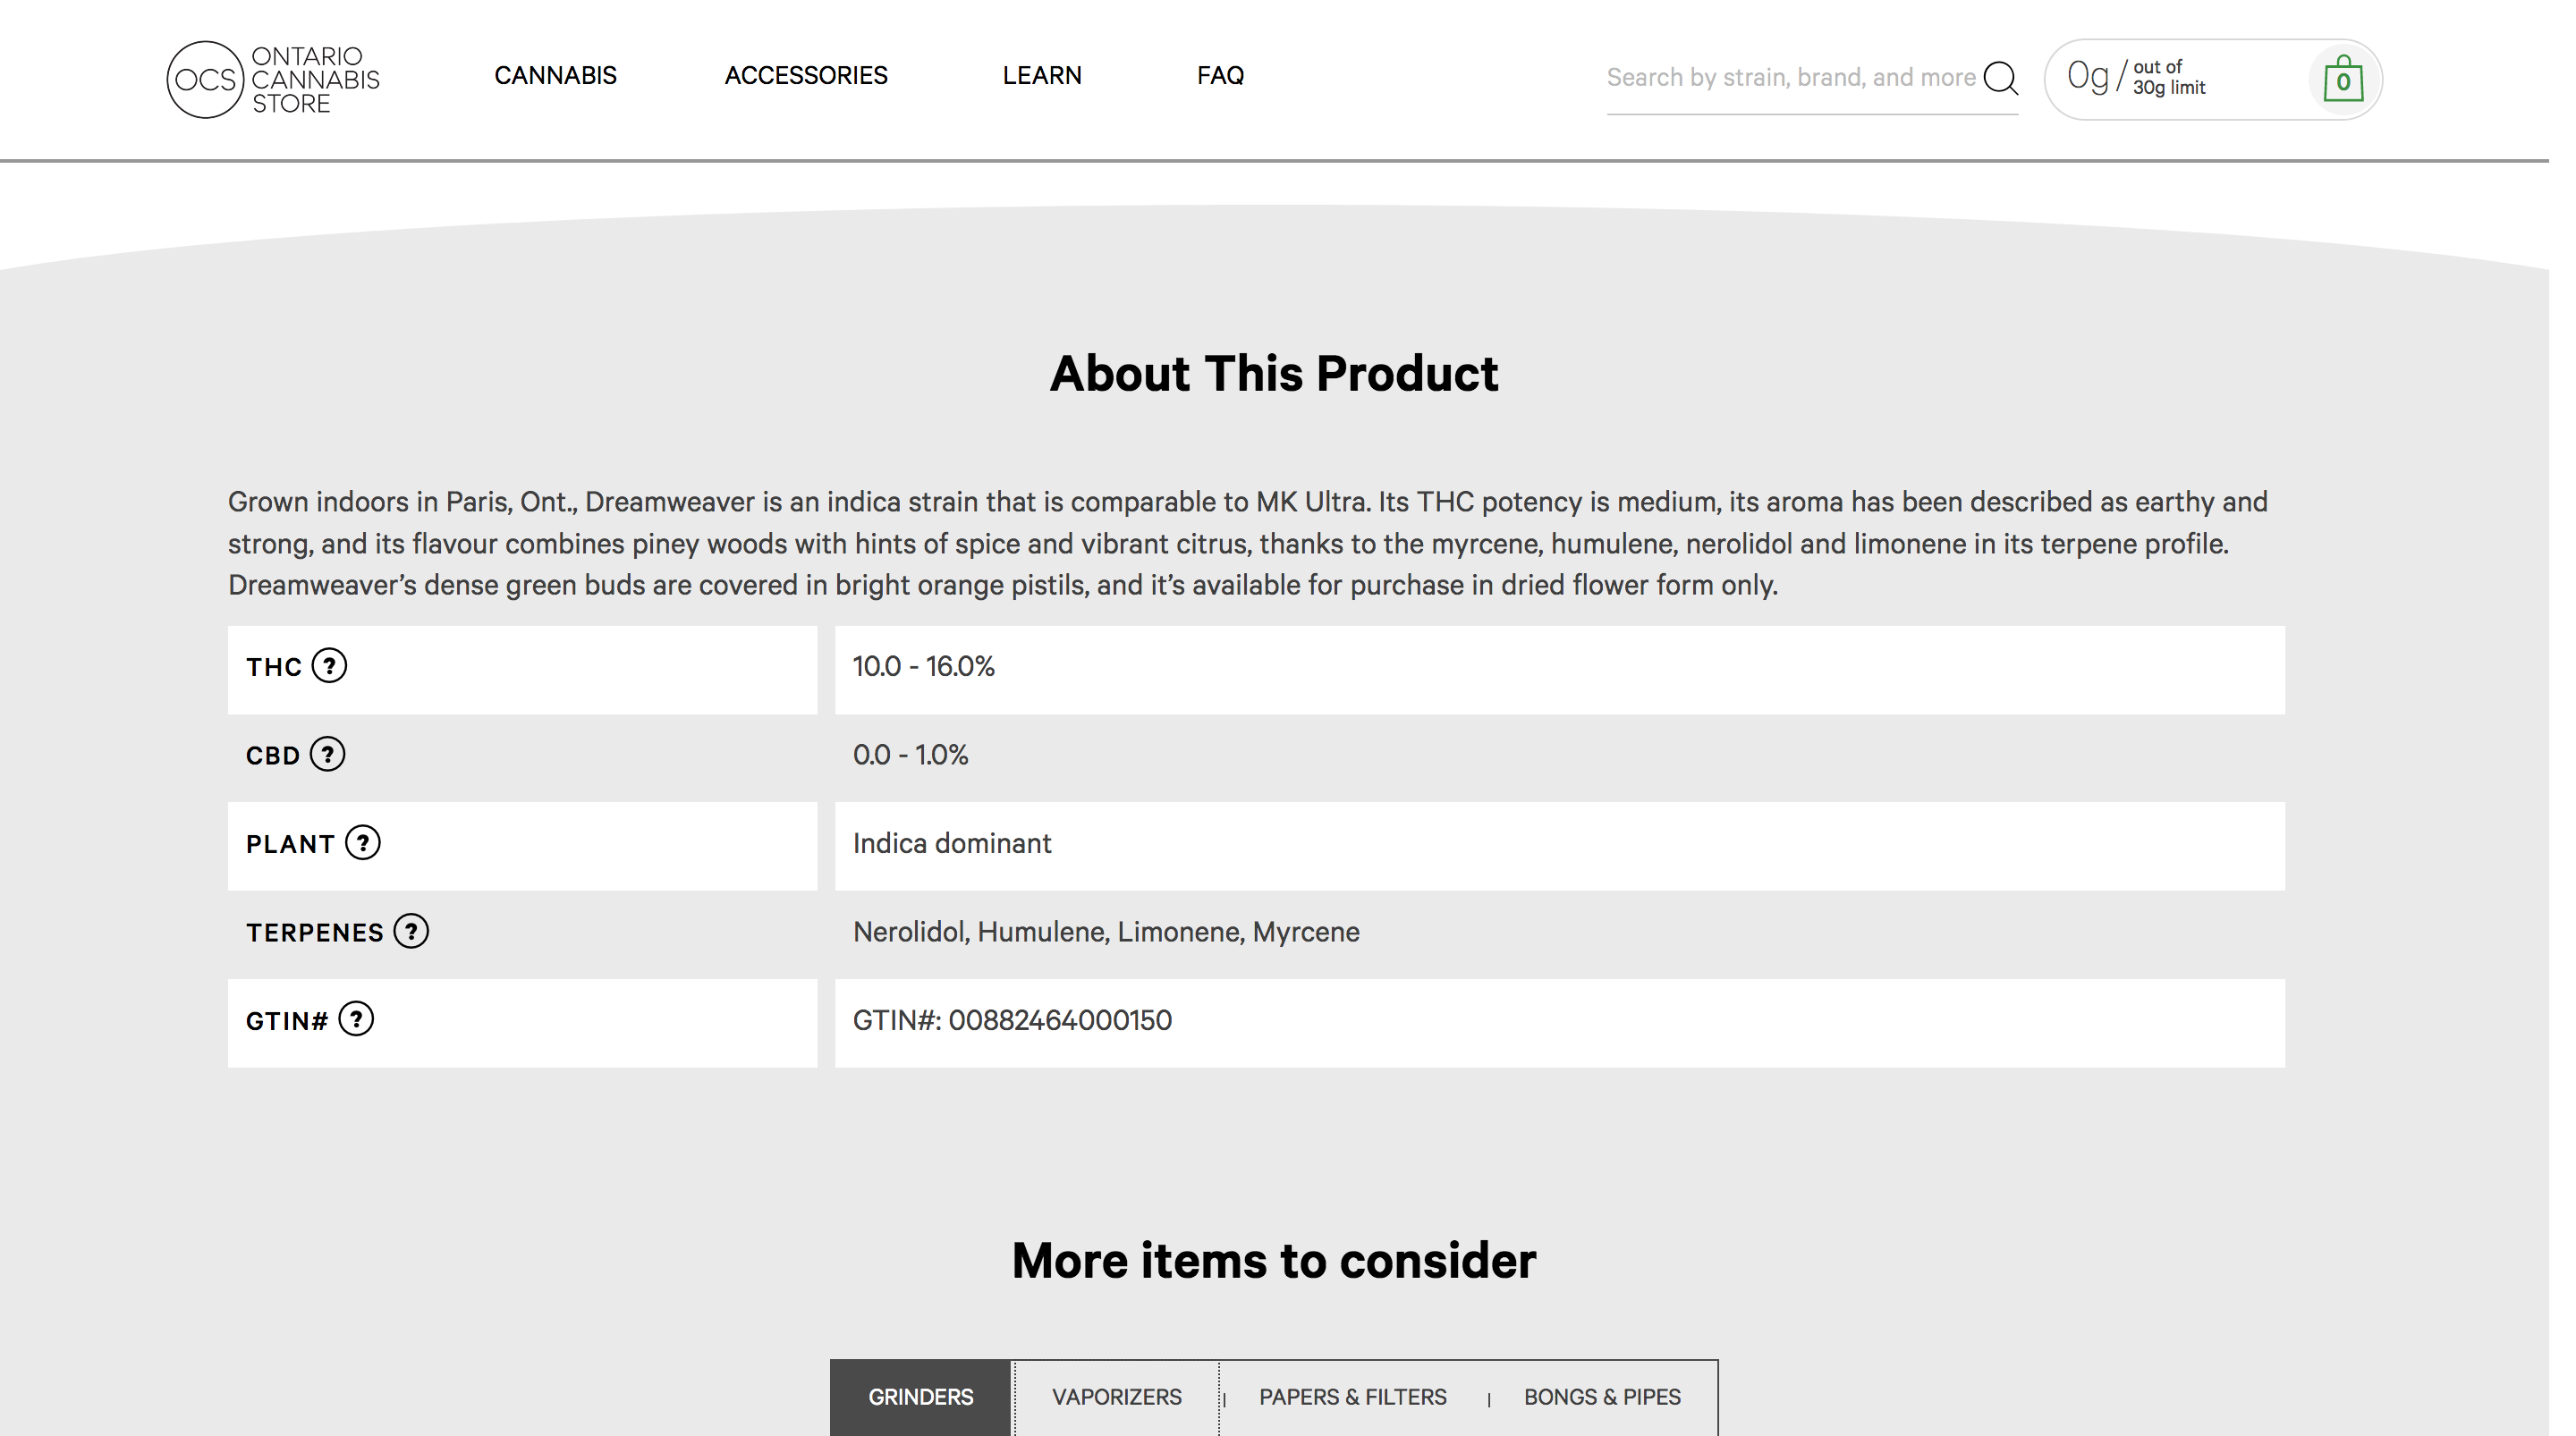 OCS ONTARIO
CANNABIS
STORE
CANNABIS
ACCESSORIES
LEARN
FAQ
Search by strain, brand, and more
0g / out of
30g limit
0
About This Product
Grown indoors in Paris, Ont., Dreamweaver is an indica strain that is comparable to MK Ultra. Its THC potency is medium, its aroma has been described as earthy and
strong, and its flavour combines piney woods with hints of spice and vibrant citrus, thanks to the myrcene, humulene, nerolidol and limonene in its terpene profile.
Dreamweaver’s dense green buds are covered in bright orange pistils, and it’s available for purchase in dried flower form only.
THC ? 10.0 - 16.0%
CBD ? 0.0 - 1.0%
PLANT ? Indica dominant
TERPENES ? Nerolidol, Humulene, Limonene, Myrcene
GTIN# ? GTIN#: 00882464000150
More items to consider
GRINDERS
VAPORIZERS
PAPERS & FILTERS
BONGS & PIPES